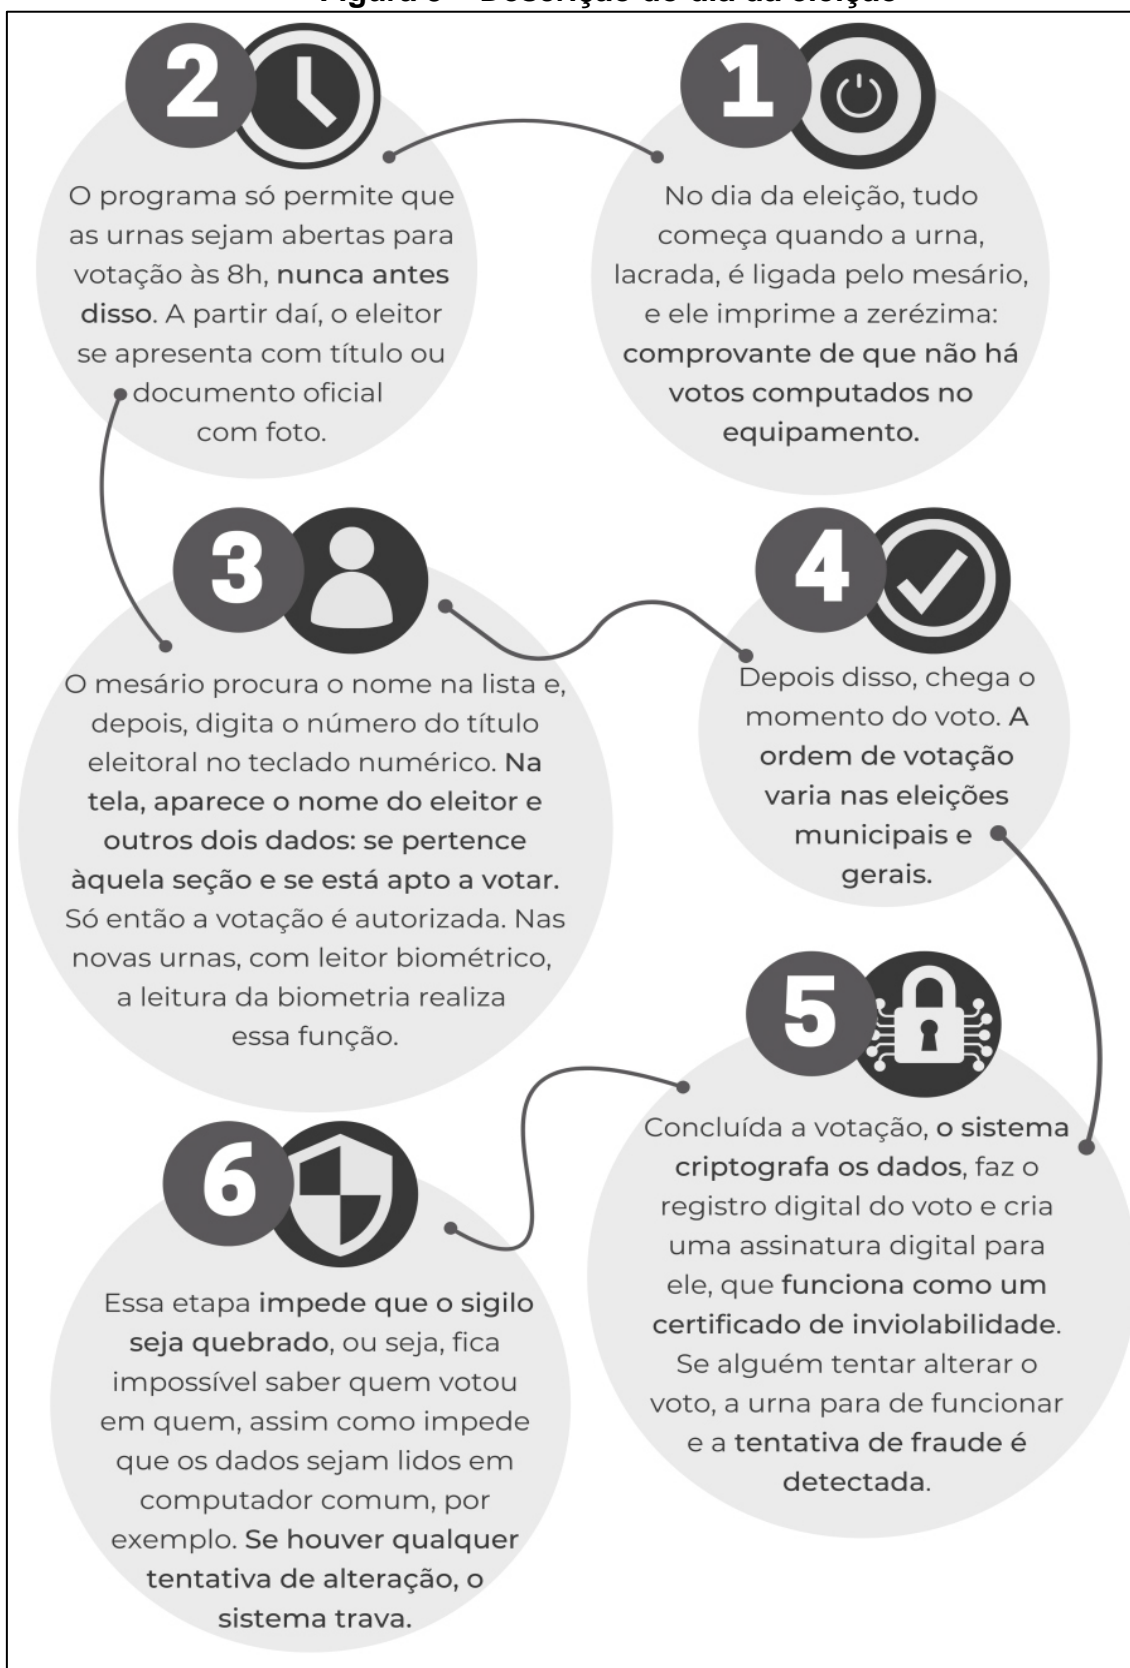 1
No dia da eleição, tudo
começa quando a urna,
lacrada, é ligada pelo mesário,
e ele imprime a zerézima:
comprovante de que não há
votos computados no
equipamento.
2
O programa só permite que
as urnas sejam abertas para
votação às 8h, nunca antes
disso. A partir daí, o eleitor
se apresenta com título ou
documento oficial
com foto.
3
O mesário procura o nome na lista e,
depois, digita o número do título
eleitoral no teclado numérico. Na
tela, aparece o nome do eleitor e
outros dois dados: se pertence
àquela seção e se está apto a votar.
Só então a votação é autorizada. Nas
novas urnas, com leitor biométrico,
a leitura da biometria realiza
essa função.
4
Depois disso, chega o
momento do voto. A
ordem de votação
varia nas eleições
municipais e
gerais.
5
Concluída a votação, o sistema
criptografa os dados, faz o
registro digital do voto e cria
uma assinatura digital para
ele, que funciona como um
certificado de inviolabilidade.
Se alguém tentar alterar o
voto, a urna para de funcionar
e a tentativa de fraude é
detectada.
6
Essa etapa impede que o sigilo
seja quebrado, ou seja, fica
impossível saber quem votou
em quem, assim como impede
que os dados sejam lidos em
computador comum, por
exemplo. Se houver qualquer
tentativa de alteração, o
sistema trava.